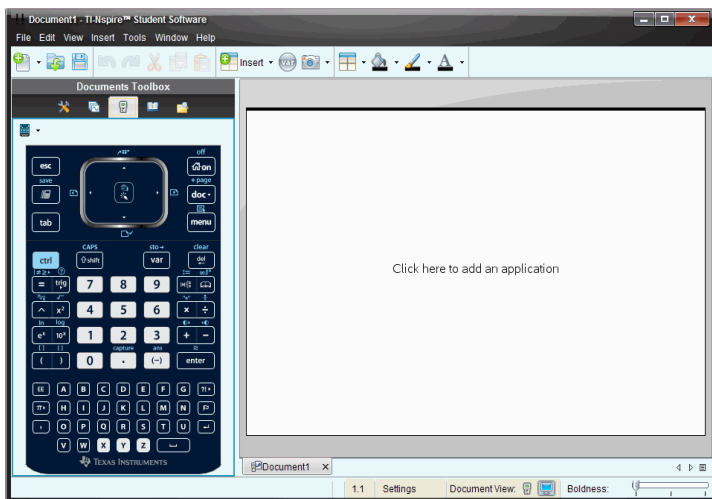 Document1 - TI-Nspire™ Student Software
File Edit View Insert Tools Window Help
Insert
Documents Toolbox
off
esc
on
save
+page
doc
tab
menu
CAPS
sto→
clear
ctrl
shift
var
del
= trig 7 8 9
^ x² 4 5 6 × ÷
ln log
eˣ 10ˣ 1 2 3 + −
capture ans
( ) 0 . (−) enter
EE A B C D E F G ?!
π H I J K L M N
, O P Q R S T U
V W X Y Z
TEXAS INSTRUMENTS
Click here to add an application
Document1
1.1 Settings Document View: Boldness: